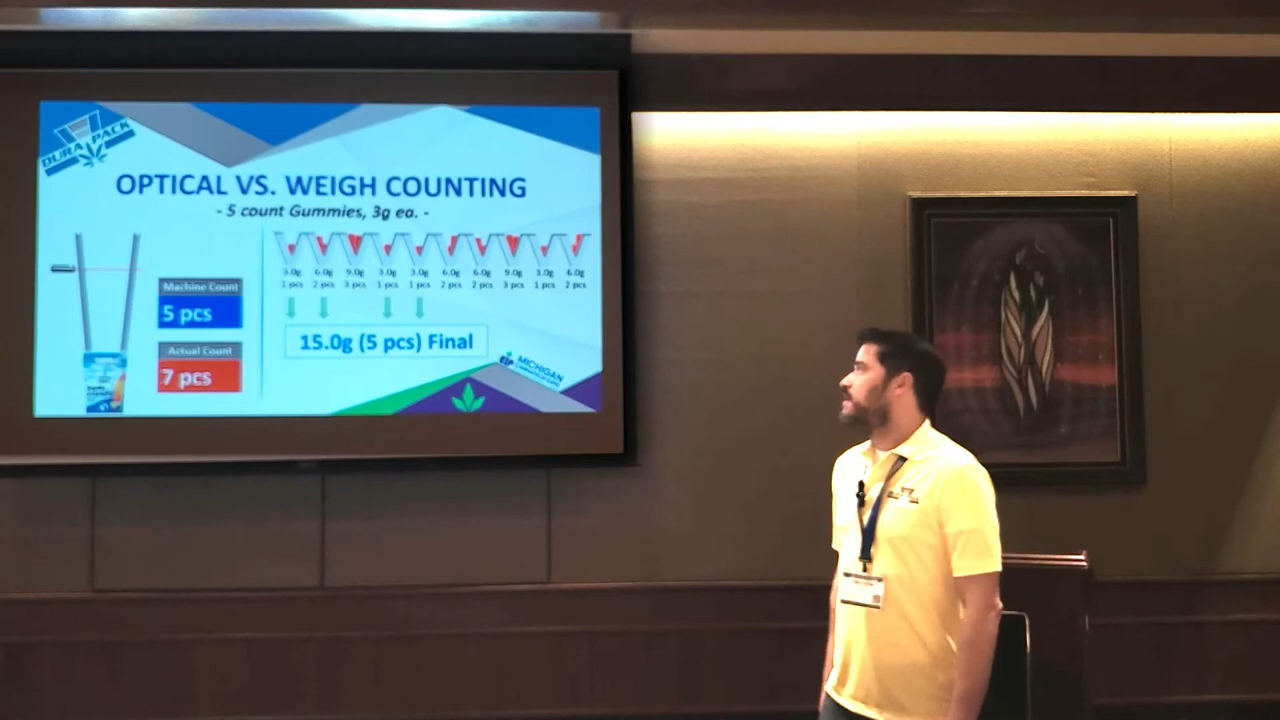 DURA PACK
OPTICAL VS. WEIGH COUNTING
- 5 count Gummies, 3g ea. -
Machine Count
5 pcs
Actual Count
7 pcs
3.0g 6.0g 9.0g 3.0g 3.0g 6.0g 6.0g 9.0g 3.0g 6.0g
1 pcs 2 pcs 3 pcs 1 pcs 1 pcs 2 pcs 2 pcs 3 pcs 1 pcs 2 pcs
15.0g (5 pcs) Final
MICHIGAN